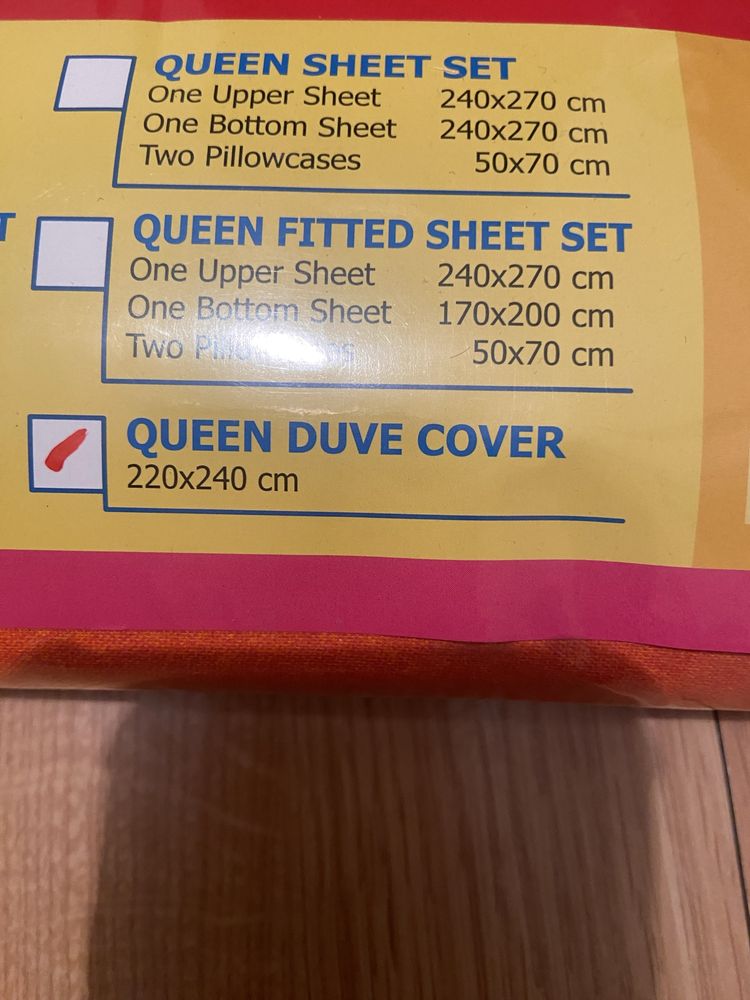 QUEEN SHEET SET
One Upper Sheet 240x270 cm
One Bottom Sheet 240x270 cm
Two Pillowcases 50x70 cm
T
QUEEN FITTED SHEET SET
One Upper Sheet 240x270 cm
One Bottom Sheet 170x200 cm
Two 50x70 cm
QUEEN DUVE COVER
220x240 cm